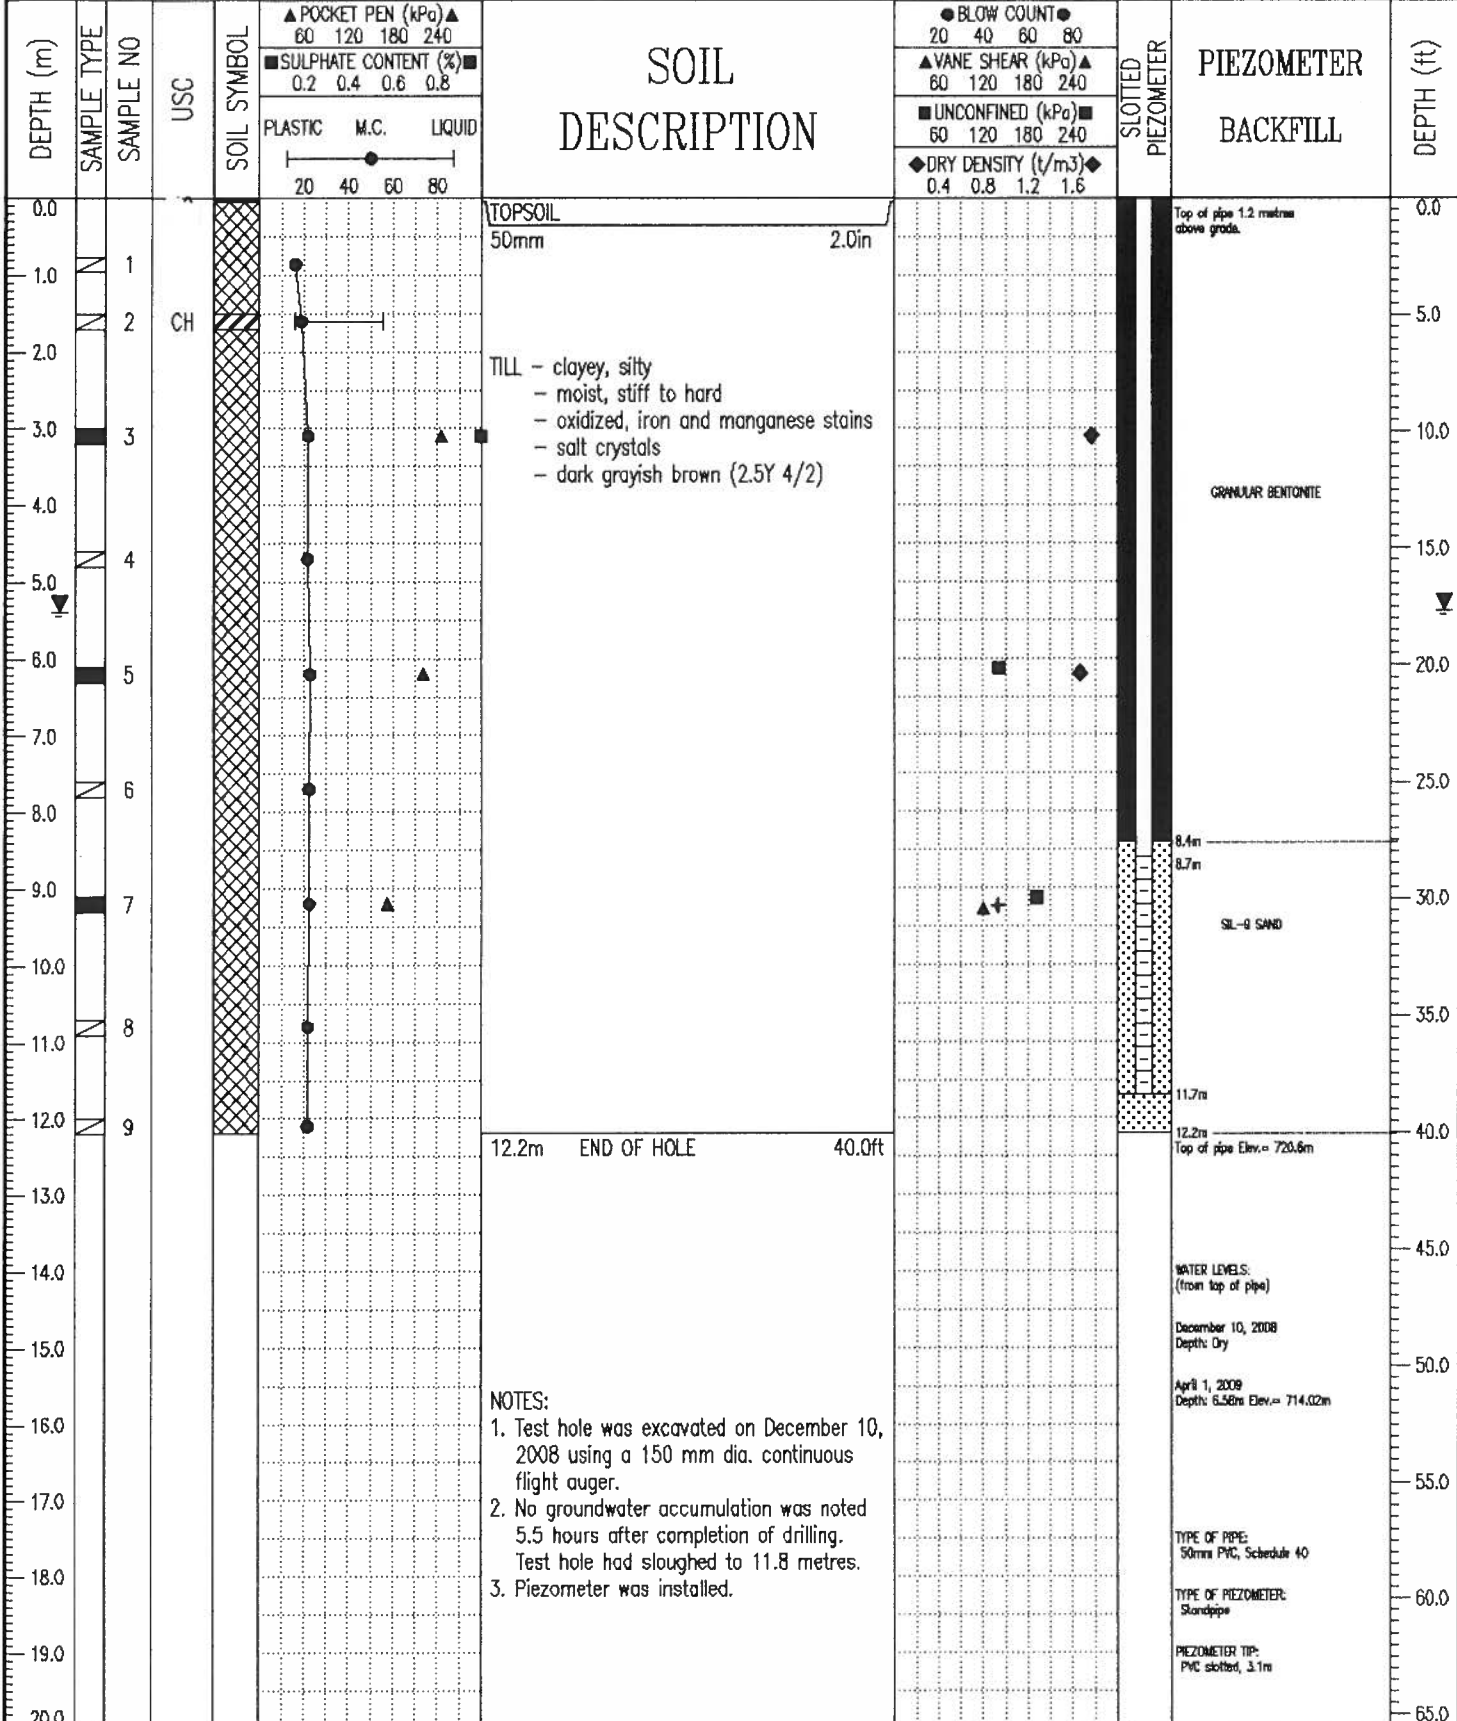 DEPTH (m)
SAMPLE TYPE
SAMPLE NO
USC
SOIL SYMBOL
▲POCKET PEN (kPa)▲
60 120 180 240
■SULPHATE CONTENT (%)■
0.2 0.4 0.6 0.8
PLASTIC M.C. LIQUID
20 40 60 80
SOIL
DESCRIPTION
●BLOW COUNT●
20 40 60 80
▲VANE SHEAR (kPa)▲
60 120 180 240
■UNCONFINED (kPa)■
60 120 180 240
◆DRY DENSITY (t/m3)◆
0.4 0.8 1.2 1.6
SLOTTED
PIEZOMETER
PIEZOMETER
BACKFILL
DEPTH (ft)
0.0
1.0
2.0
3.0
4.0
5.0
6.0
7.0
8.0
9.0
10.0
11.0
12.0
13.0
14.0
15.0
16.0
17.0
18.0
19.0
20.0
1
2
3
4
5
6
7
8
9
CH
TOPSOIL
50mm 2.0in
TILL – clayey, silty
– moist, stiff to hard
– oxidized, iron and manganese stains
– salt crystals
– dark grayish brown (2.5Y 4/2)
12.2m END OF HOLE 40.0ft
NOTES:
1. Test hole was excavated on December 10,
2008 using a 150 mm dia. continuous
flight auger.
2. No groundwater accumulation was noted
5.5 hours after completion of drilling.
Test hole had sloughed to 11.8 metres.
3. Piezometer was installed.
Top of pipe 1.2 metres
above grade.
GRANULAR BENTONITE
8.4m
8.7m
SIL-9 SAND
11.7m
12.2m
Top of pipe Elev.= 720.6m
WATER LEVELS:
(from top of pipe)
December 10, 2008
Depth: Dry
April 1, 2009
Depth: 6.58m Elev.= 714.02m
TYPE OF PIPE:
50mm PVC, Schedule 40
TYPE OF PIEZOMETER:
Standpipe
PIEZOMETER TIP:
PVC slotted, 3.1m
0.0
5.0
10.0
15.0
20.0
25.0
30.0
35.0
40.0
45.0
50.0
55.0
60.0
65.0